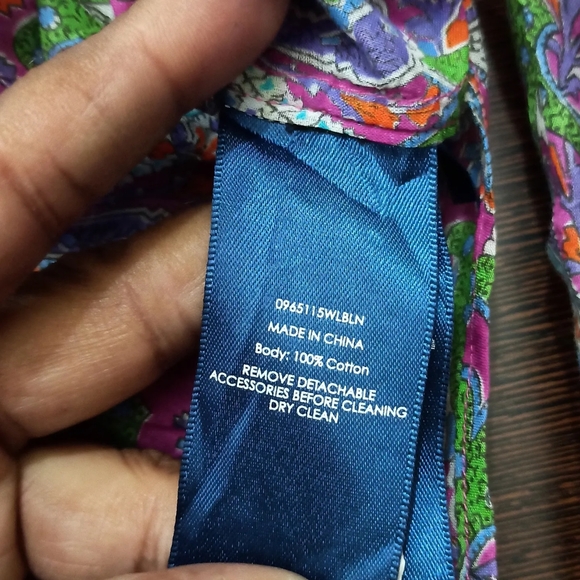 0965115WLBLN
MADE IN CHINA
Body: 100% Cotton
REMOVE DETACHABLE
ACCESSORIES BEFORE CLEANING
DRY CLEAN